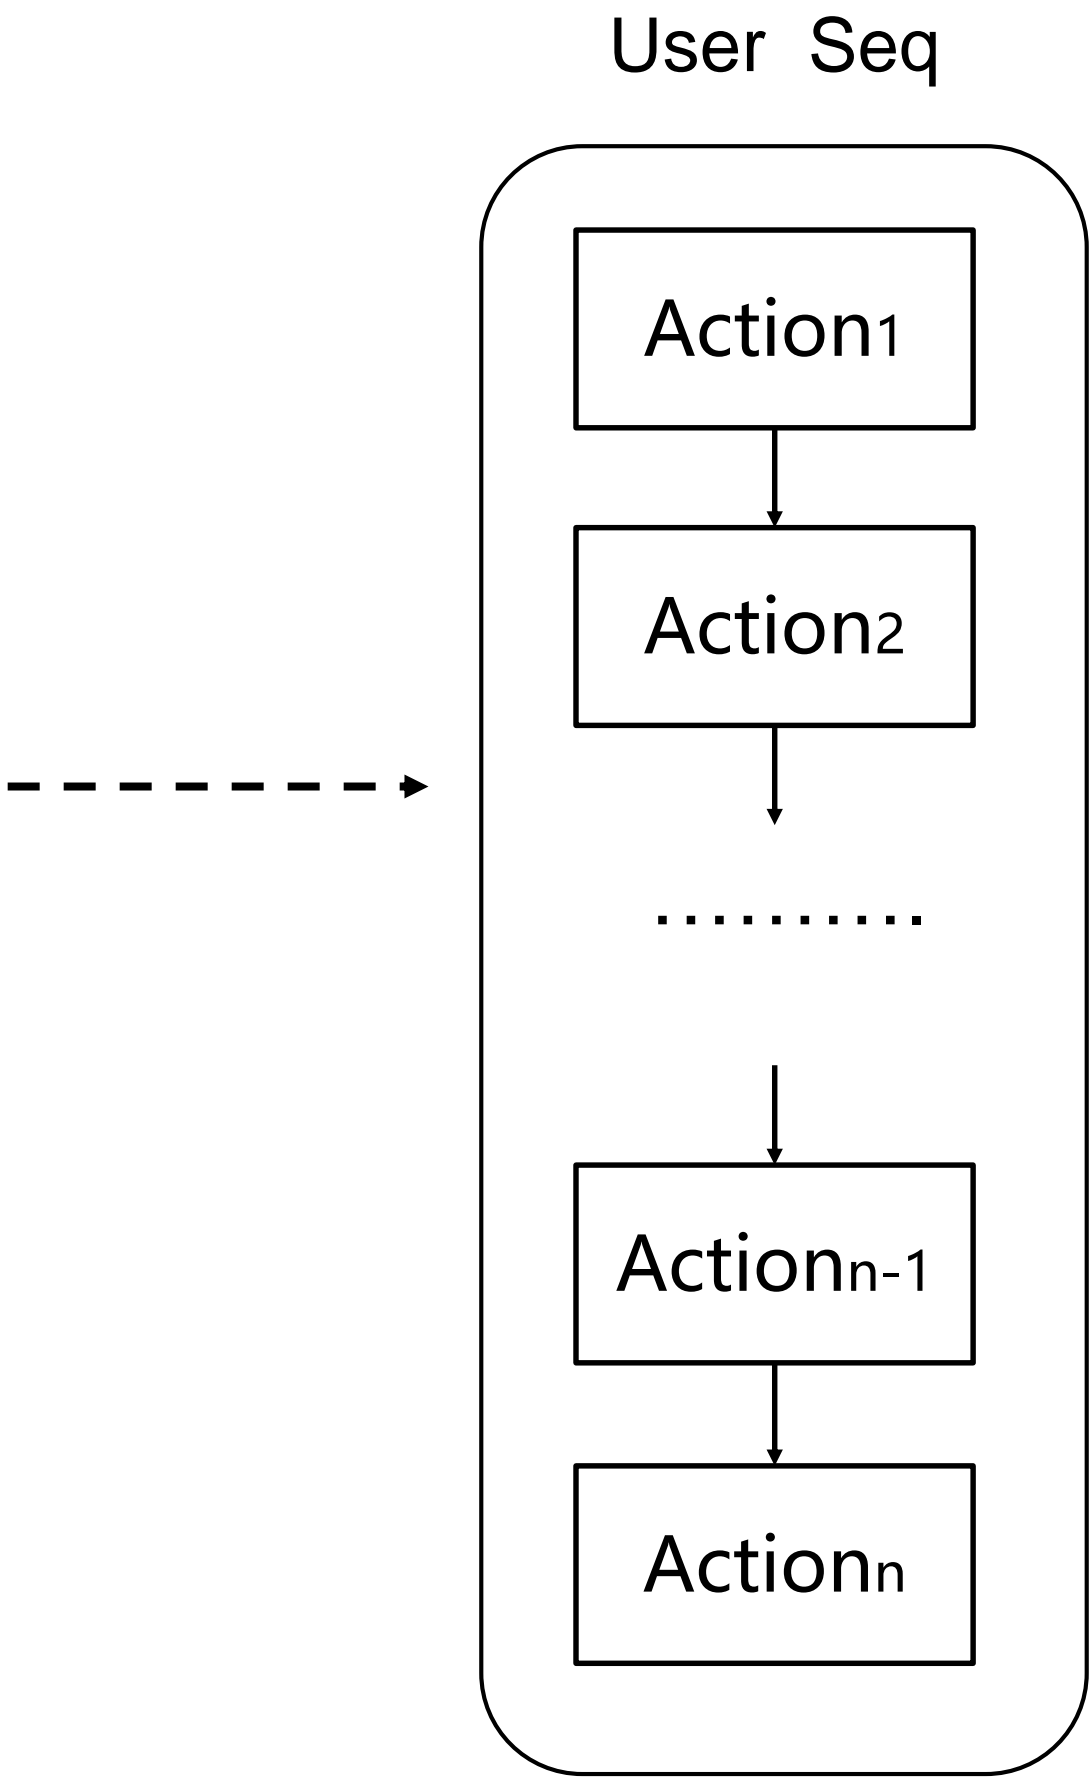 User Seq
Action1
Action2
..........
Actionn-1
Actionn